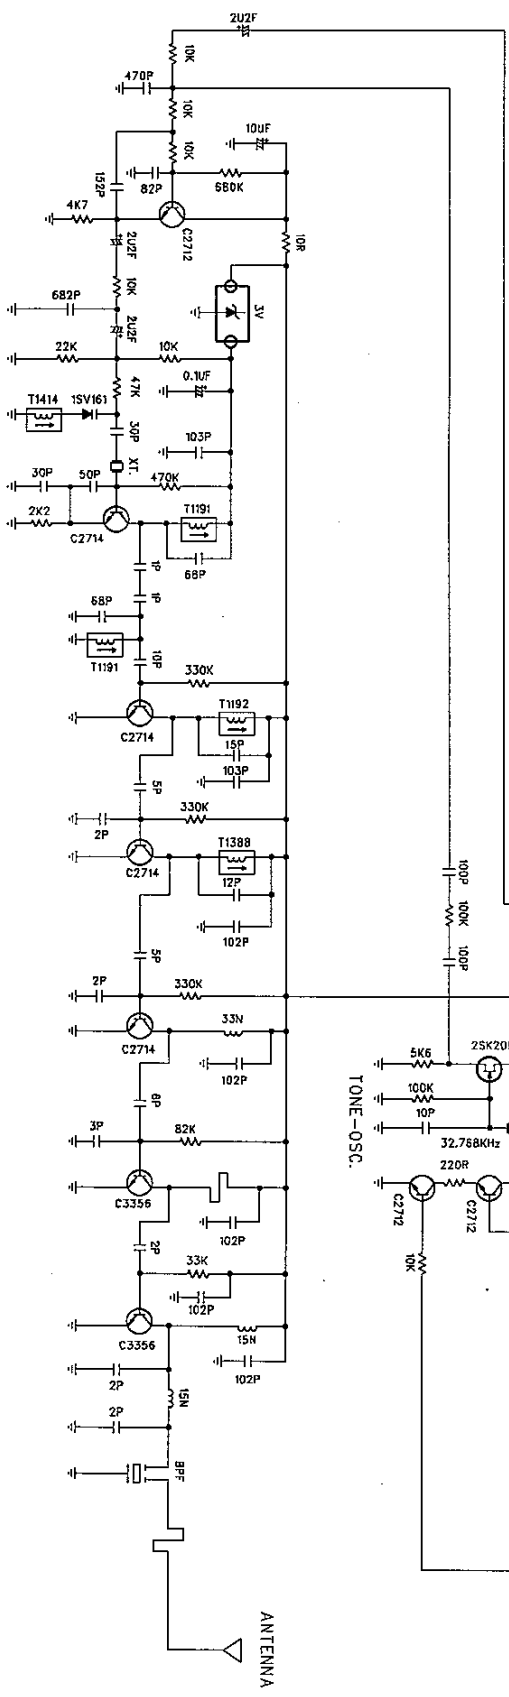 2U2F
10K
470P
10K
10UF
10K
152P
82P
680K
4K7
C2712
10R
2U2F
10K
682P
3V
2U2F
22K
10K
47K
0.1UF
T1414
1SV161
30P
103P
XT.
30P
50P
470K
2K2
C2714
T1191
68P
1P
1P
68P
T1191
10P
330K
C2714
T1192
15P
103P
5P
330K
2P
C2714
T1388
12P
102P
100P
100K
100P
5P
2P
330K
C2714
33N
102P
5K6
2SK20
100K
10P
32.768KHz
TONE-OSC.
6P
3P
82K
220R
C2712
C2712
C3356
102P
10K
2P
33K
102P
C3356
15N
102P
2P
15N
2P
BPF
ANTENNA